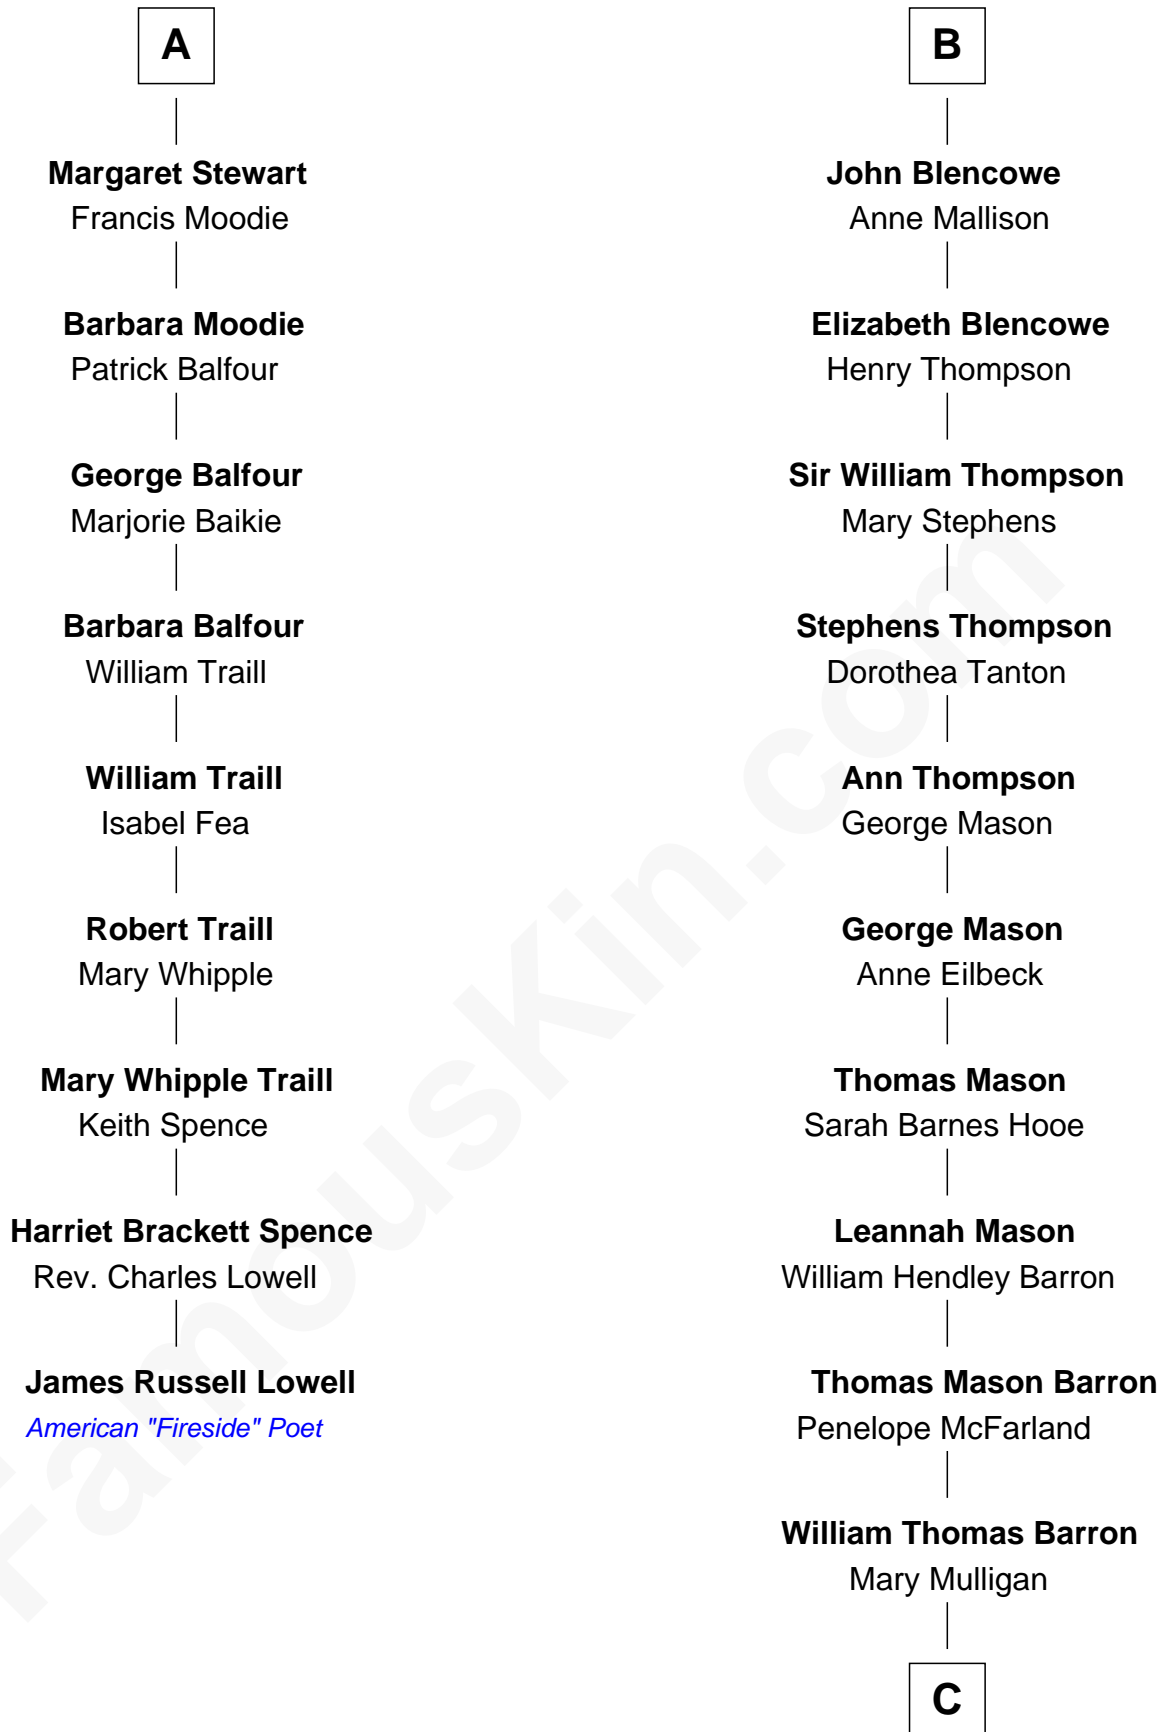 A
Margaret Stewart
Francis Moodie
Barbara Moodie
Patrick Balfour
George Balfour
Marjorie Baikie
Barbara Balfour
William Traill
William Traill
Isabel Fea
Robert Traill
Mary Whipple
Mary Whipple Traill
Keith Spence
Harriet Brackett Spence
Rev. Charles Lowell
James Russell Lowell
American "Fireside" Poet
B
John Blencowe
Anne Mallison
Elizabeth Blencowe
Henry Thompson
Sir William Thompson
Mary Stephens
Stephens Thompson
Dorothea Tanton
Ann Thompson
George Mason
George Mason
Anne Eilbeck
Thomas Mason
Sarah Barnes Hooe
Leannah Mason
William Hendley Barron
Thomas Mason Barron
Penelope McFarland
William Thomas Barron
Mary Mulligan
C
FamousKin.com